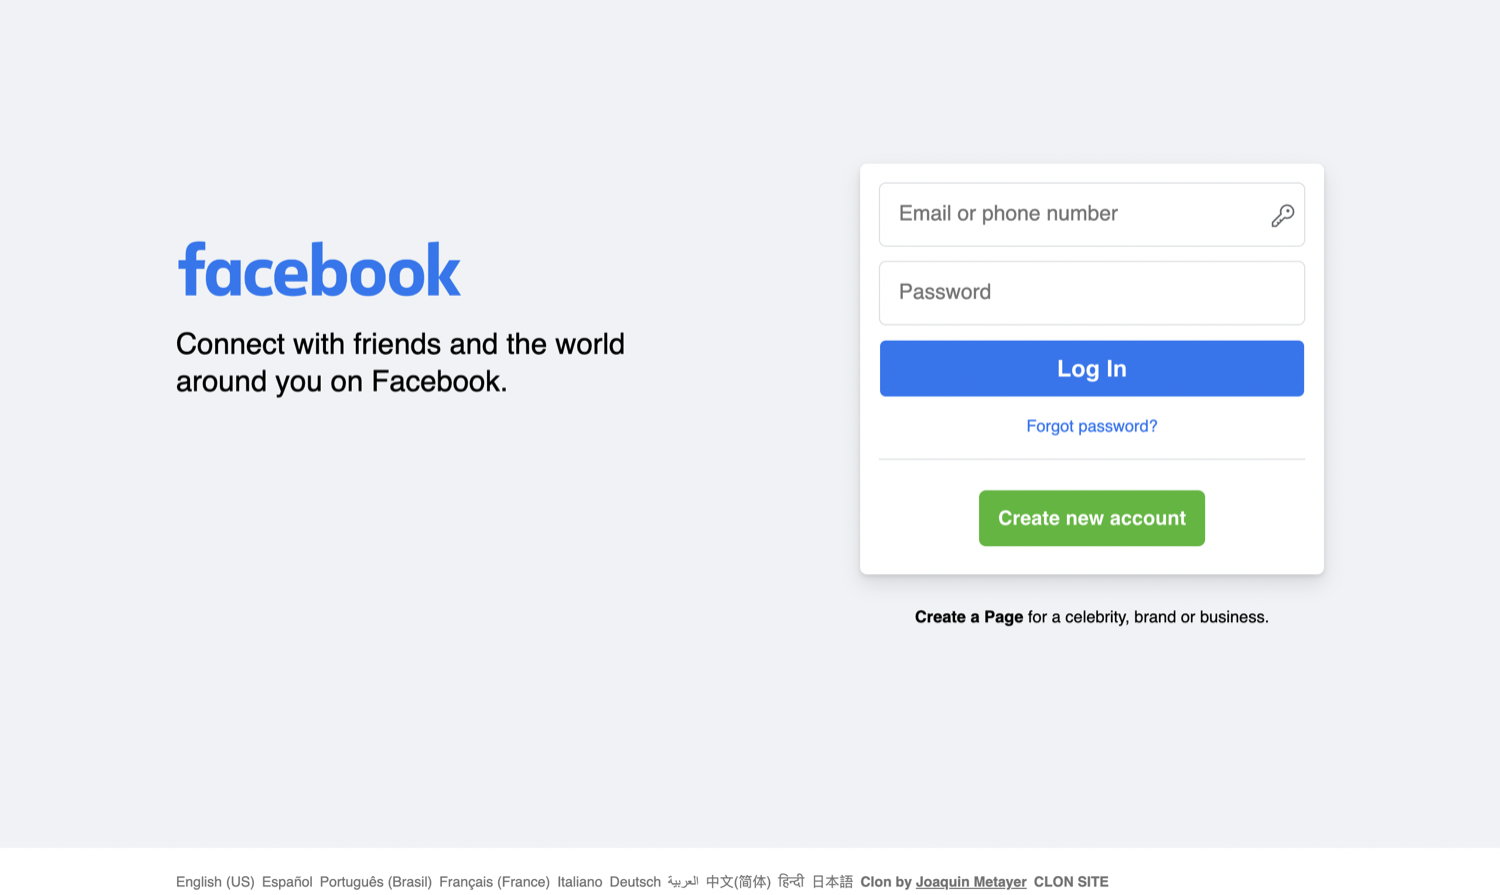 facebook
Connect with friends and the world
around you on Facebook.
Email or phone number
Password
Log In
Forgot password?
Create new account
Create a Page for a celebrity, brand or business.
English (US) Español Português (Brasil) Français (France) Italiano Deutsch العربية 中文(简体) हिन्दी 日本語 Clon by Joaquin Metayer CLON SITE